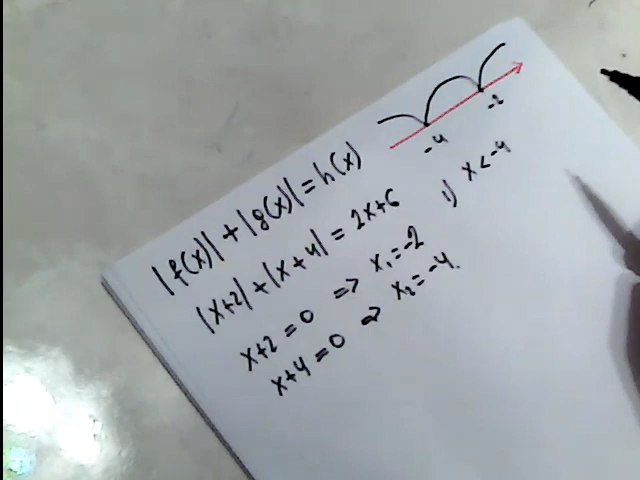 -4 -2
|f(x)| + |g(x)| = h(x)
|x+2| + |x+4| = 2x+6 1) x < -4
x+2 = 0 => x₁ = -2
x+4 = 0 => x₂ = -4.